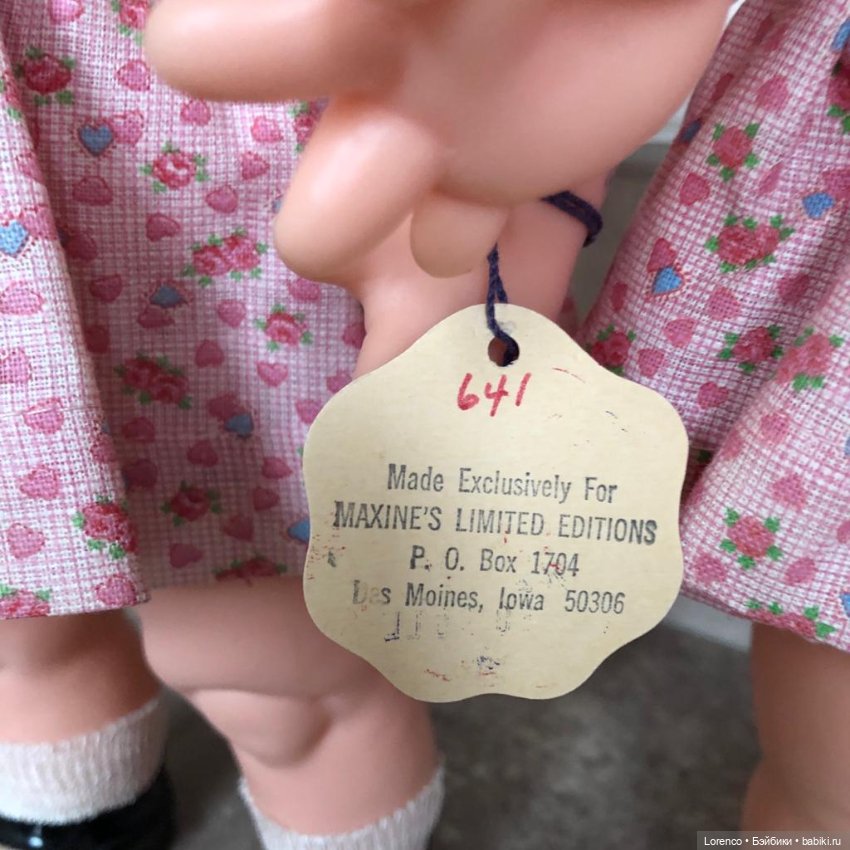 641
Made Exclusively For
MAXINE'S LIMITED EDITIONS
P. O. Box 1704
Des Moines, Iowa 50306
Lorenco • Бэйбики • babiki.ru